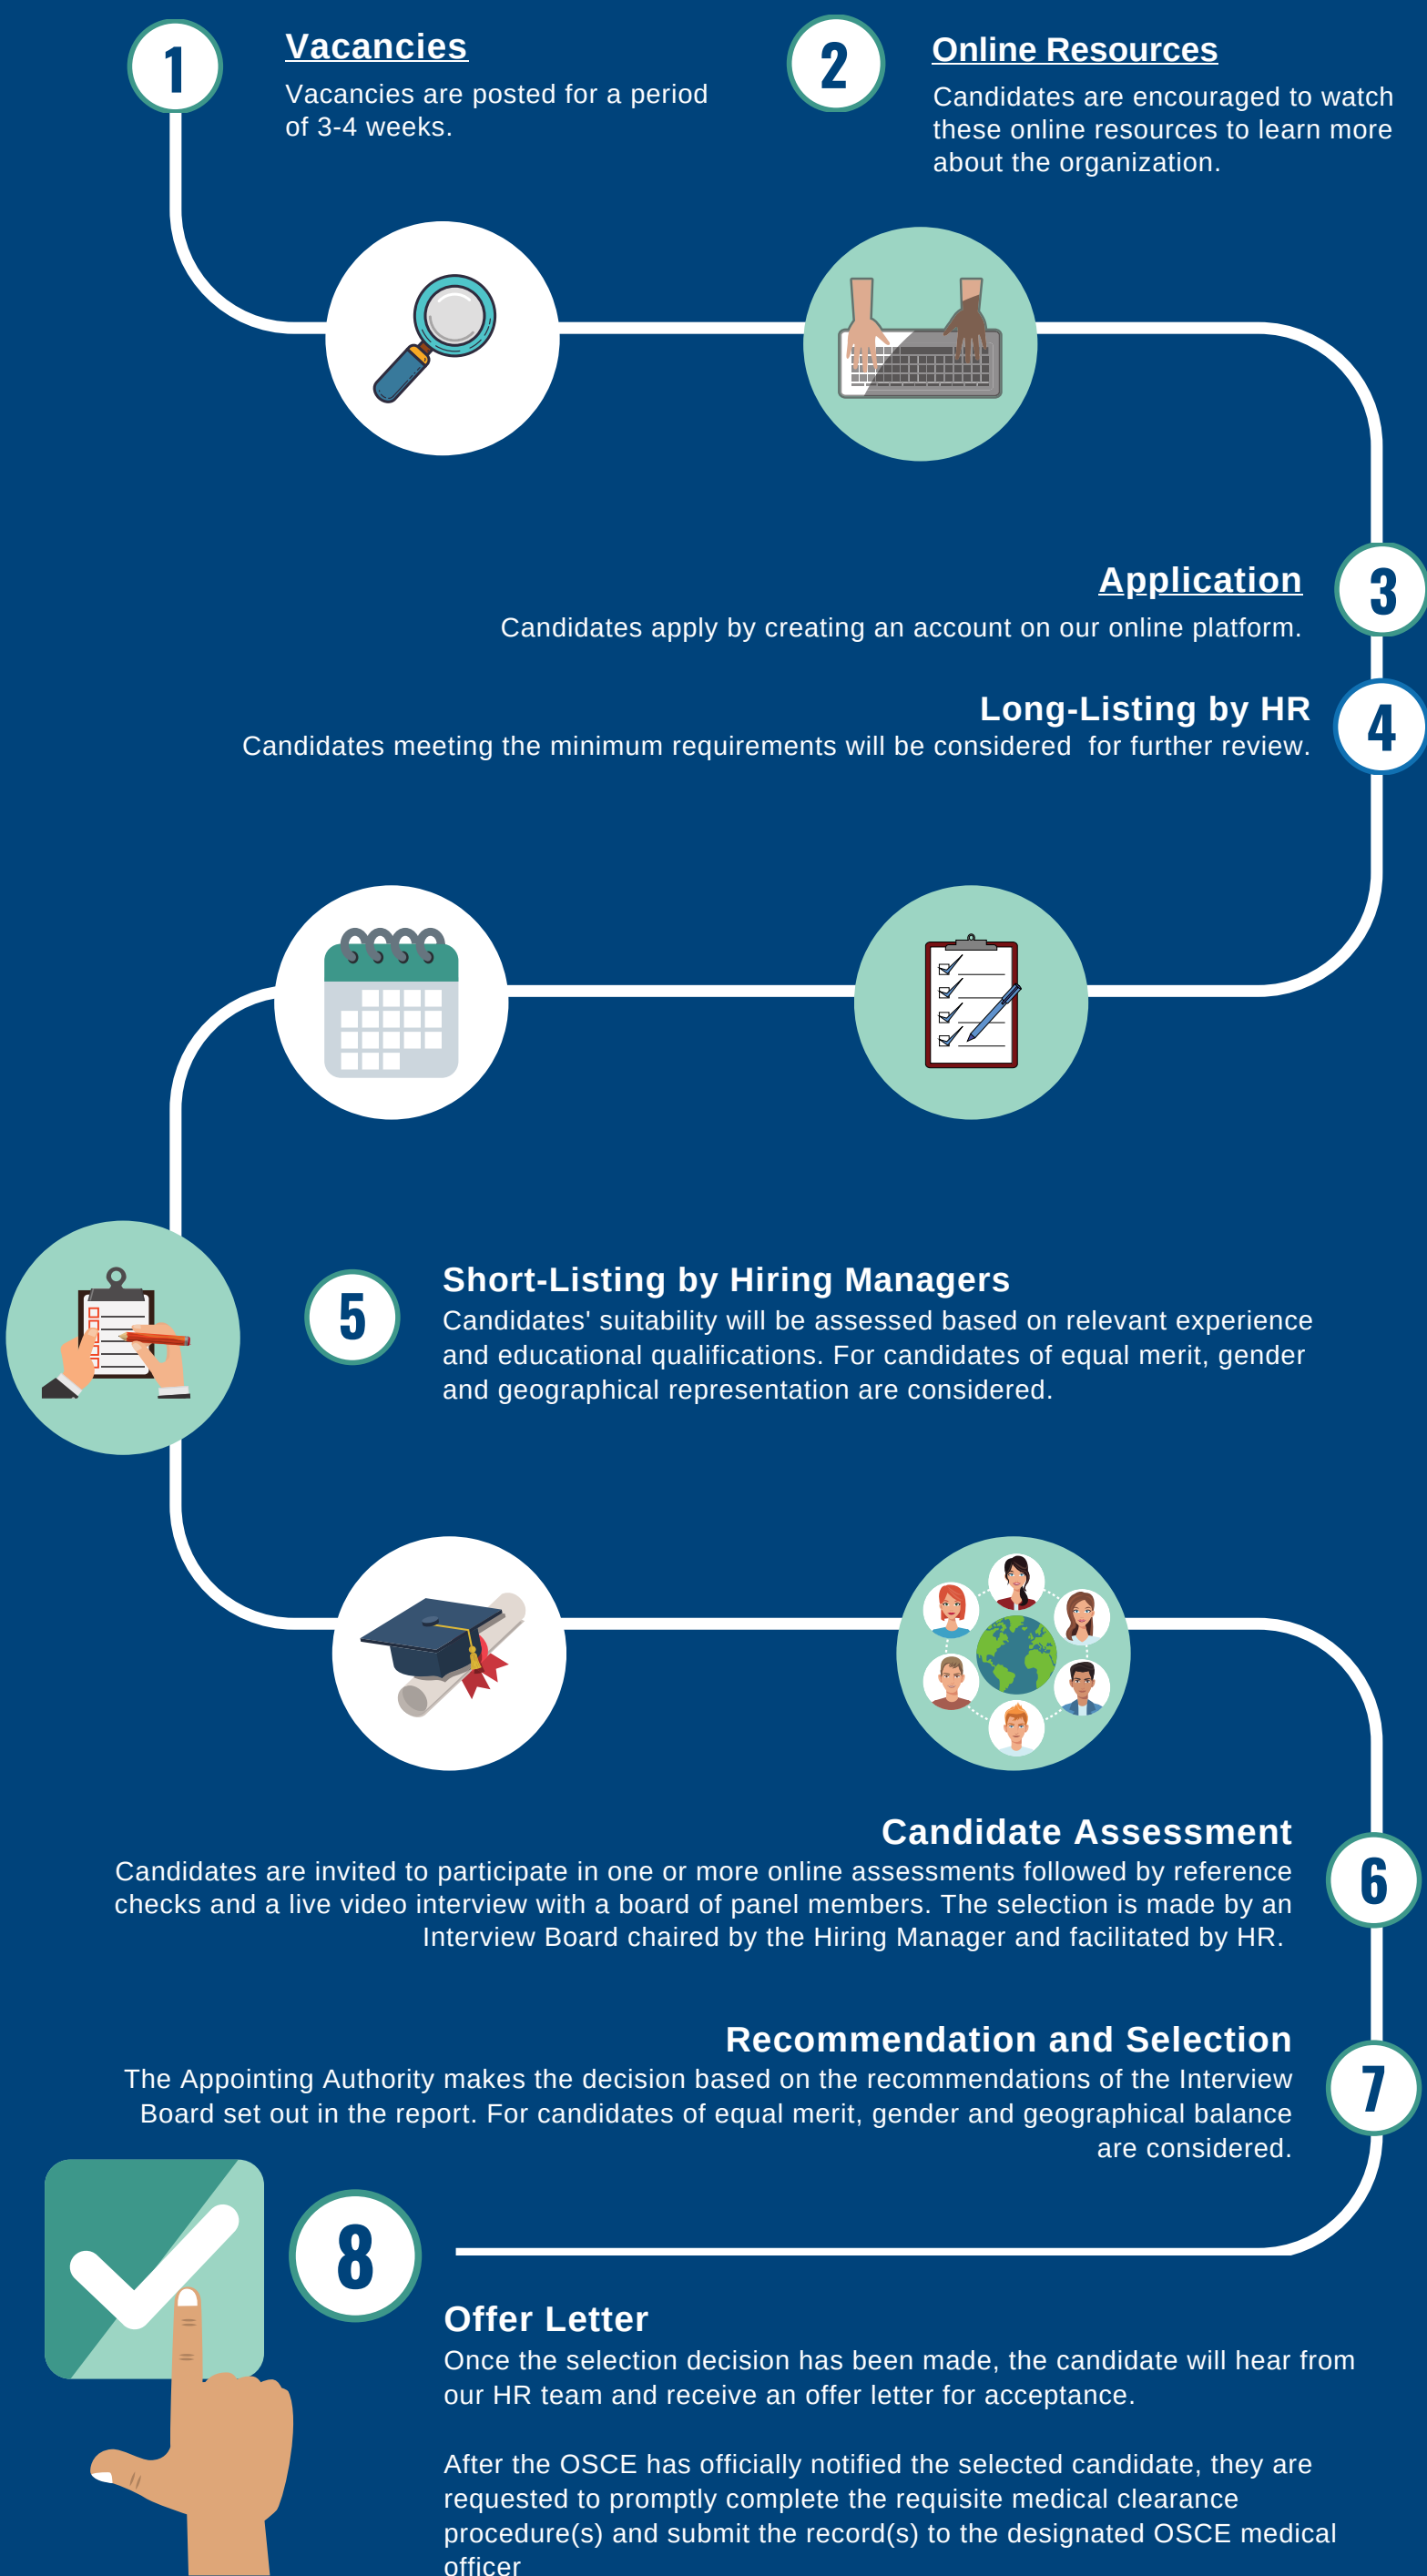 1
Vacancies
Vacancies are posted for a period
of 3-4 weeks.
2
Online Resources
Candidates are encouraged to watch
these online resources to learn more
about the organization.
Application
3
Candidates apply by creating an account on our online platform.
Long-Listing by HR
4
Candidates meeting the minimum requirements will be considered  for further review.
5
Short-Listing by Hiring Managers
Candidates' suitability will be assessed based on relevant experience
and educational qualifications. For candidates of equal merit, gender
and geographical representation are considered.
Candidate Assessment
6
Candidates are invited to participate in one or more online assessments followed by reference
checks and a live video interview with a board of panel members. The selection is made by an
Interview Board chaired by the Hiring Manager and facilitated by HR.
Recommendation and Selection
7
The Appointing Authority makes the decision based on the recommendations of the Interview
Board set out in the report. For candidates of equal merit, gender and geographical balance
are considered.
8
Offer Letter
Once the selection decision has been made, the candidate will hear from
our HR team and receive an offer letter for acceptance.
After the OSCE has officially notified the selected candidate, they are
requested to promptly complete the requisite medical clearance
procedure(s) and submit the record(s) to the designated OSCE medical
officer